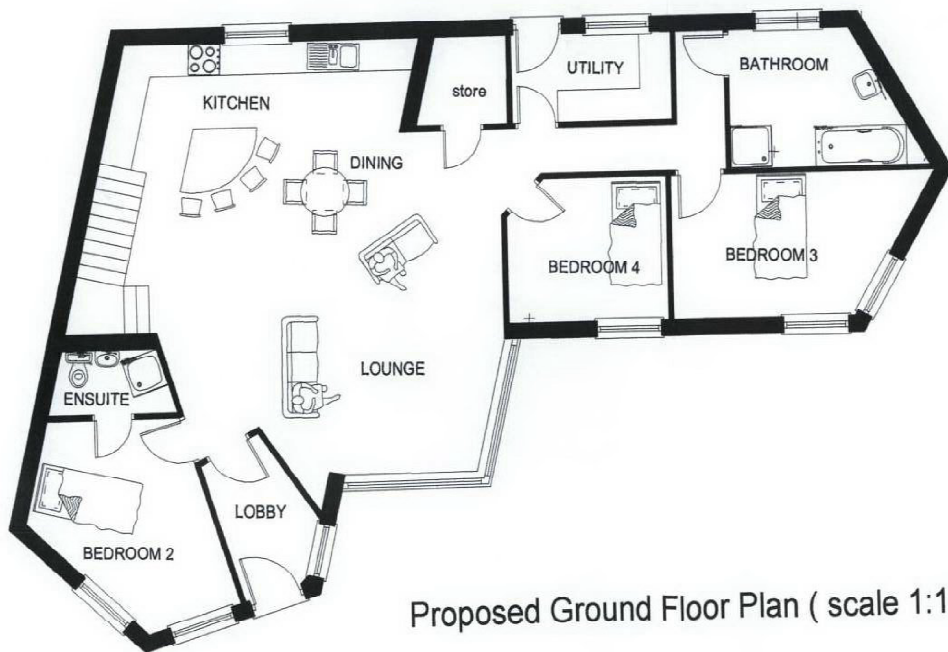 UTILITY
BATHROOM
store
KITCHEN
DINING
BEDROOM 4
BEDROOM 3
LOUNGE
ENSUITE
LOBBY
BEDROOM 2
Proposed Ground Floor Plan ( scale 1:1